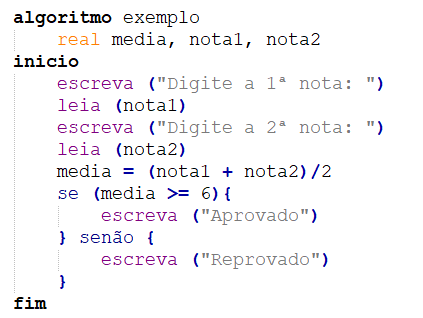 algoritmo exemplo
real media, nota1, nota2
inicio
escreva ("Digite a 1ª nota: ")
leia (nota1)
escreva ("Digite a 2ª nota: ")
leia (nota2)
media = (nota1 + nota2)/2
se (media >= 6){
escreva ("Aprovado")
} senão {
escreva ("Reprovado")
}
fim